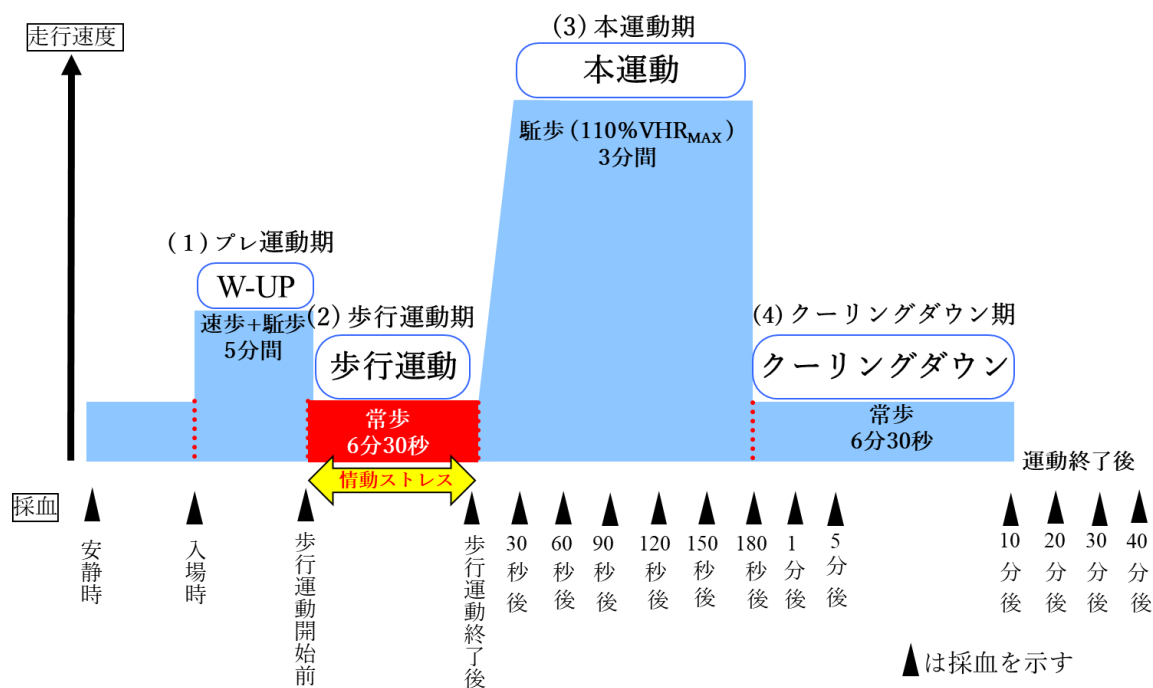 走行速度
(3) 本運動期
本運動
駈歩 (110%VHRMAX)
3分間
(1) プレ運動期
W-UP
速歩+駈歩
5分間
(2) 歩行運動期
歩行運動
常歩
6分30秒
情動ストレス
(4) クーリングダウン期
クーリングダウン
常歩
6分30秒
運動終了後
採血
安静時
入場時
歩行運動開始前
歩行運動終了後
30秒後
60秒後
90秒後
120秒後
150秒後
180秒後
1分後
5分後
10分後
20分後
30分後
40分後
▲は採血を示す